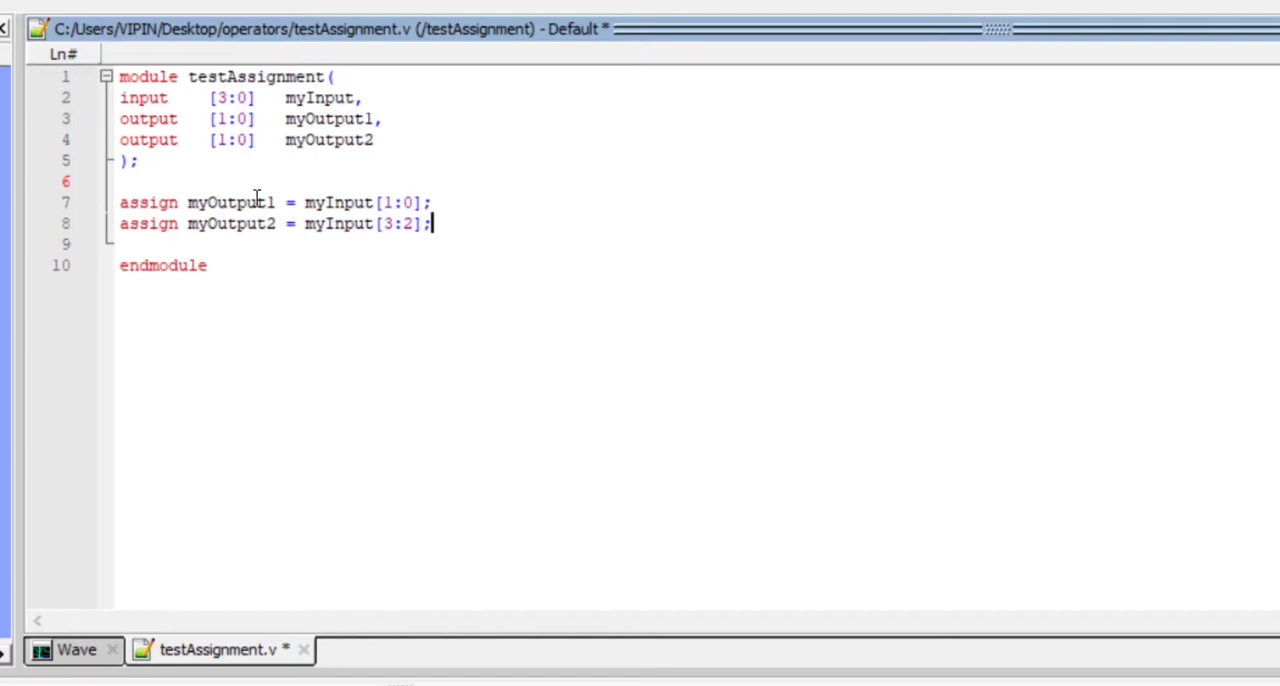 C:/Users/VIPIN/Desktop/operators/testAssignment.v (/testAssignment) - Default *
Ln#
1 module testAssignment(
2 input [3:0] myInput,
3 output [1:0] myOutput1,
4 output [1:0] myOutput2
5 );
6
7 assign myOutput1 = myInput[1:0];
8 assign myOutput2 = myInput[3:2];
9
10 endmodule
Wave testAssignment.v *